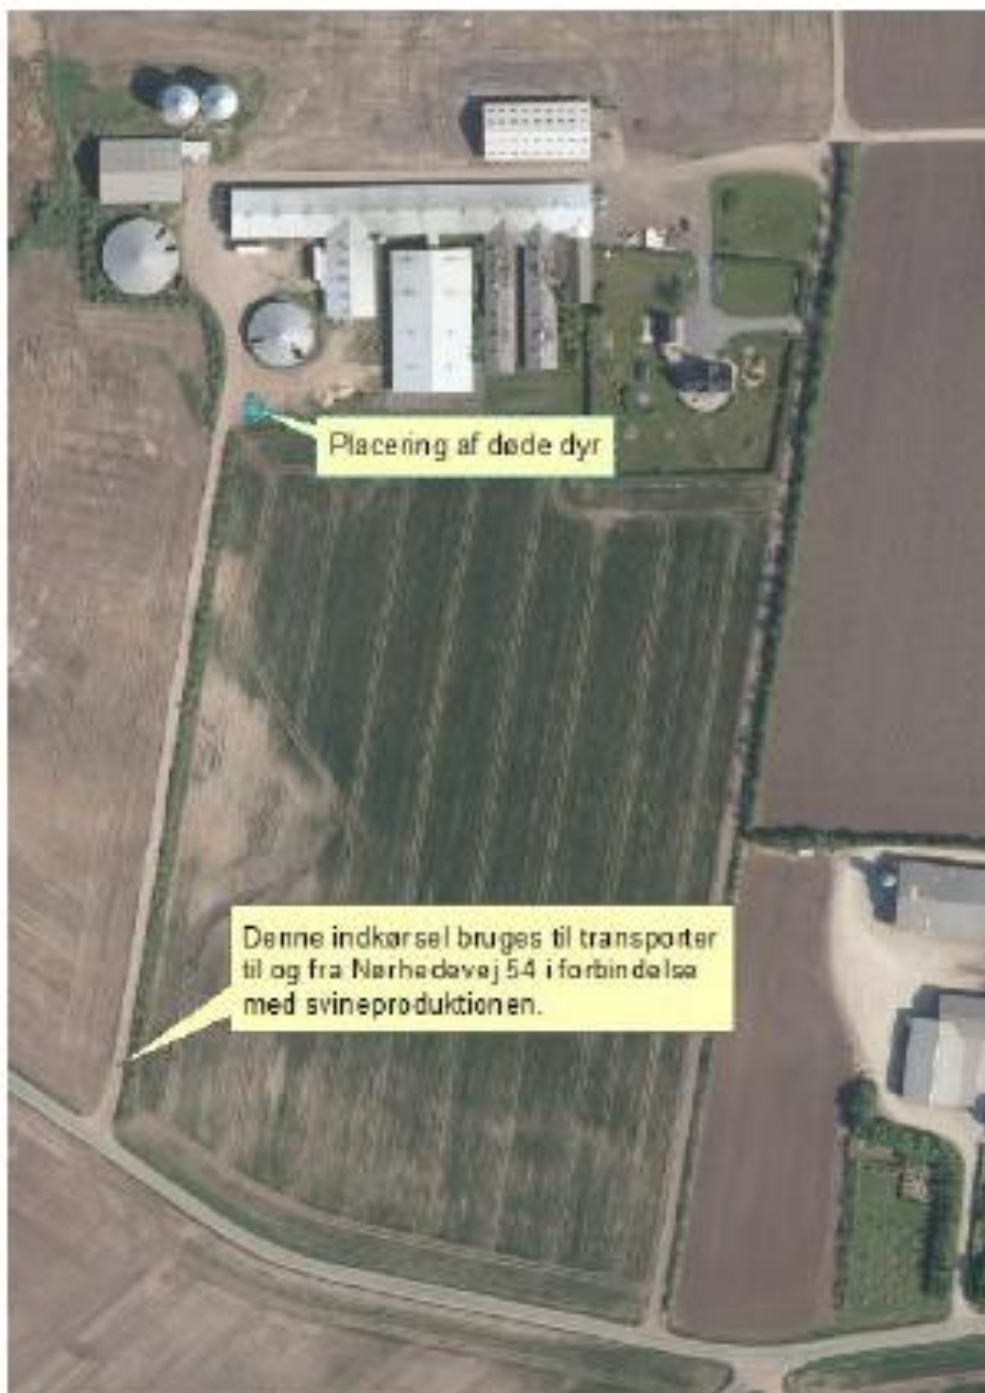 Placering af døde dyr
Denne indkørsel bruges til transporter
til og fra Nørhedevej 54 i forbindelse
med svineproduktionen.